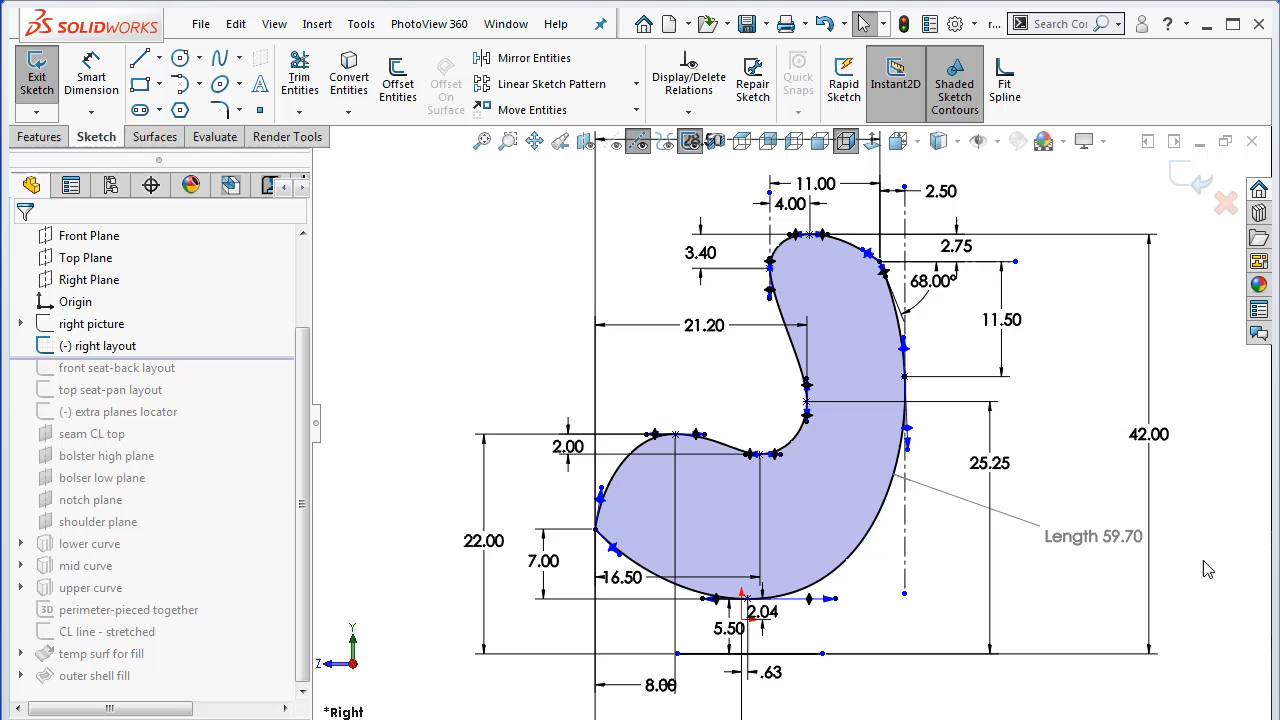 SOLIDWORKS
File Edit View Insert Tools PhotoView 360 Window Help
r...
Exit Sketch
Smart Dimension
Trim Entities
Convert Entities
Offset Entities
Offset On Surface
Mirror Entities
Linear Sketch Pattern
Move Entities
Display/Delete Relations
Repair Sketch
Quick Snaps
Rapid Sketch
Instant2D
Shaded Sketch Contours
Fit Spline
Features Sketch Surfaces Evaluate Render Tools
Front Plane
Top Plane
Right Plane
Origin
right picture
(-) right layout
front seat-back layout
top seat-pan layout
(-) extra planes locator
seam CL top
bolster high plane
bolser low plane
notch plane
shoulder plane
lower curve
mid curve
upper curve
3D perimeter-pieced together
CL line - stretched
temp surf for fill
outer shell fill
11.00
2.50
4.00
3.40
2.75
68.00°
21.20
11.50
2.00
42.00
25.25
Length 59.70
22.00
7.00
16.50
2.04
5.50
.63
8.00
Y
Z
*Right